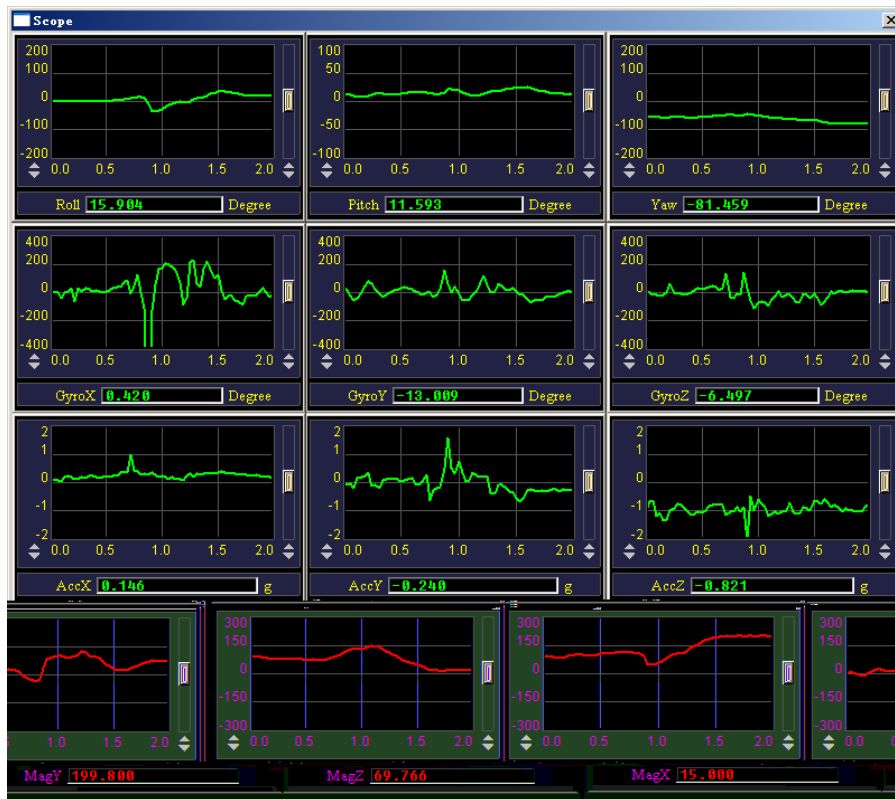 Scope
200 100 200
100 50 100
0 0 0
-100 -50 -100
-200 -100 -200
0.0 0.5 1.0 1.5 2.0 0.0 0.5 1.0 1.5 2.0 0.0 0.5 1.0 1.5 2.0
Roll 15.904 Degree Pitch 11.593 Degree Yaw -81.459 Degree
400 400 400
200 200 200
0 0 0
-200 -200 -200
-400 -400 -400
0.0 0.5 1.0 1.5 2.0 0.0 0.5 1.0 1.5 2.0 0.0 0.5 1.0 1.5 2.0
GyroX 0.420 Degree GyroY -13.009 Degree GyroZ -6.497 Degree
2 2 2
1 1 1
0 0 0
-1 -1 -1
-2 -2 -2
0.0 0.5 1.0 1.5 2.0 0.0 0.5 1.0 1.5 2.0 0.0 0.5 1.0 1.5 2.0
AccX 0.146 g AccY -0.240 g AccZ -0.821 g
300 300 300
150 150 150
0 0 0
-150 -150 -150
-300 -300 -300
1.0 1.5 2.0 0.0 0.5 1.0 1.5 2.0 0.0 0.5 1.0 1.5 2.0 0.0
MagY 199.800 MagZ 69.766 MagX 15.000